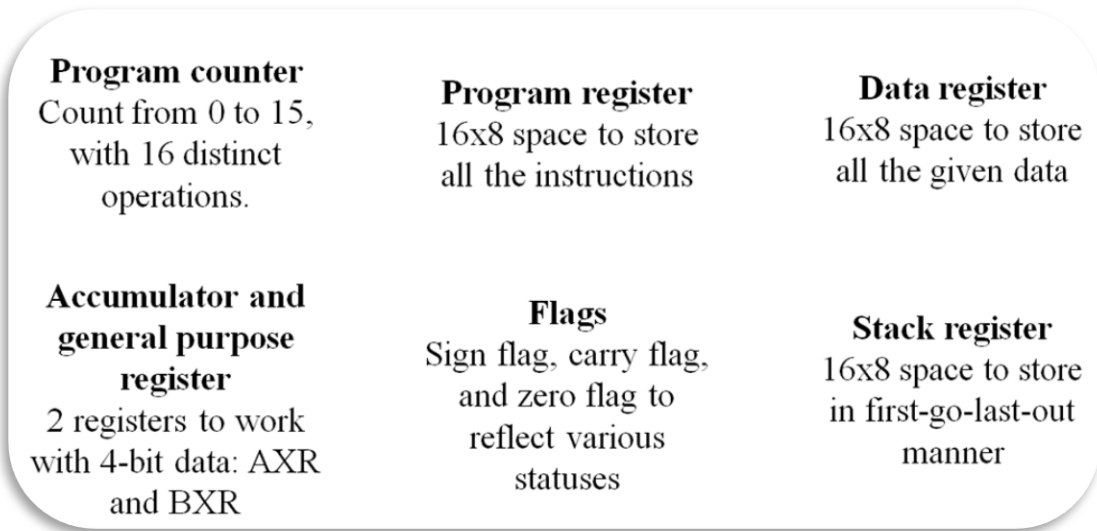 Program counter
Count from 0 to 15,
with 16 distinct
operations.
Program register
16x8 space to store
all the instructions
Data register
16x8 space to store
all the given data
Accumulator and
general purpose
register
2 registers to work
with 4-bit data: AXR
and BXR
Flags
Sign flag, carry flag,
and zero flag to
reflect various
statuses
Stack register
16x8 space to store
in first-go-last-out
manner